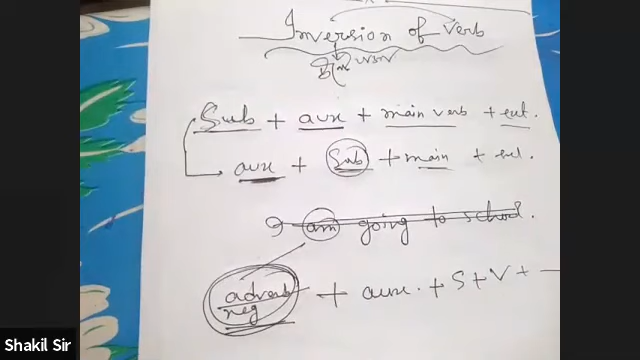 Inversion of verb
Sub + aux + main verb + ext.
aux + Sub + main + ext.
I am going to school.
adverb + aux. + S + V + —
neg
Shakil Sir